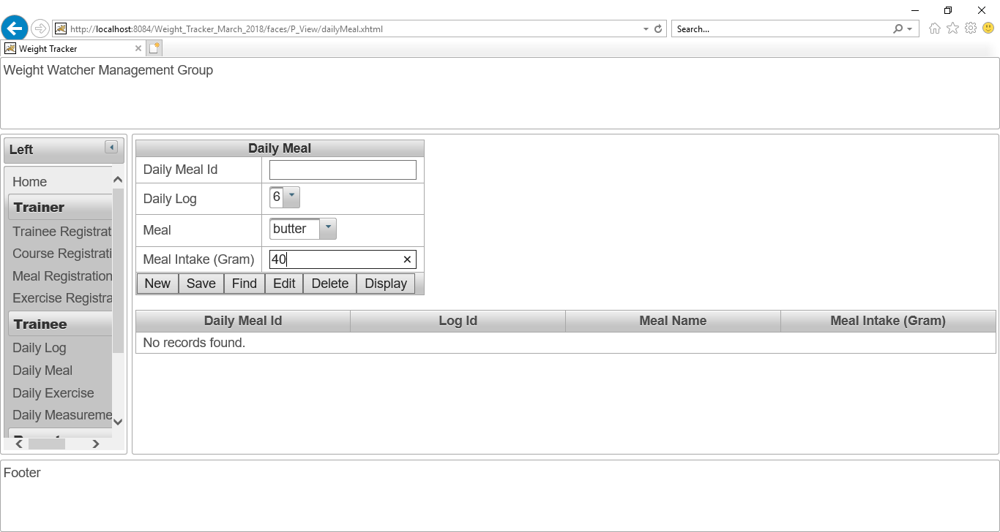 http://localhost:8084/Weight_Tracker_March_2018/faces/P_View/dailyMeal.xhtml
Search...
Weight Tracker
Weight Watcher Management Group
Left
Home
Trainer
Trainee Registrat
Course Registrati
Meal Registration
Exercise Registra
Trainee
Daily Log
Daily Meal
Daily Exercise
Daily Measureme
Daily Meal
Daily Meal Id
Daily Log 6
Meal butter
Meal Intake (Gram) 40
New Save Find Edit Delete Display
Daily Meal Id Log Id Meal Name Meal Intake (Gram)
No records found.
Footer